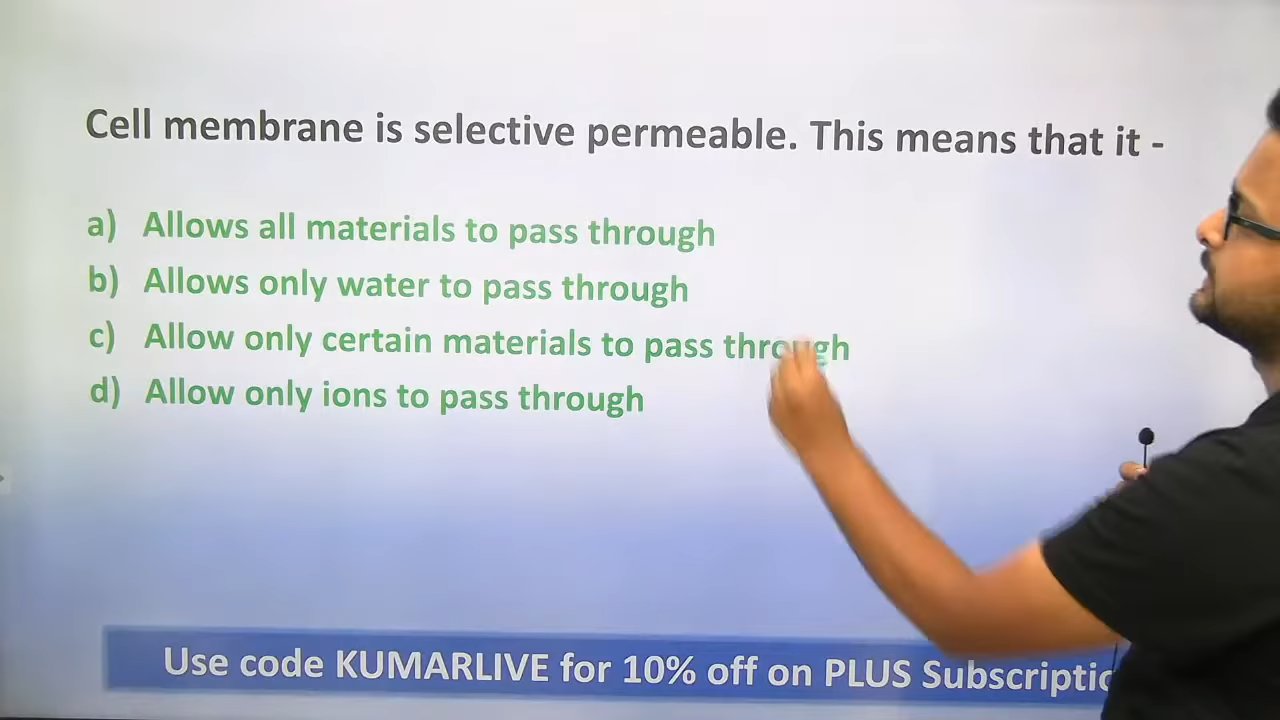 Cell membrane is selective permeable. This means that it -
a) Allows all materials to pass through
b) Allows only water to pass through
c) Allow only certain materials to pass through
d) Allow only ions to pass through
Use code KUMARLIVE for 10% off on PLUS